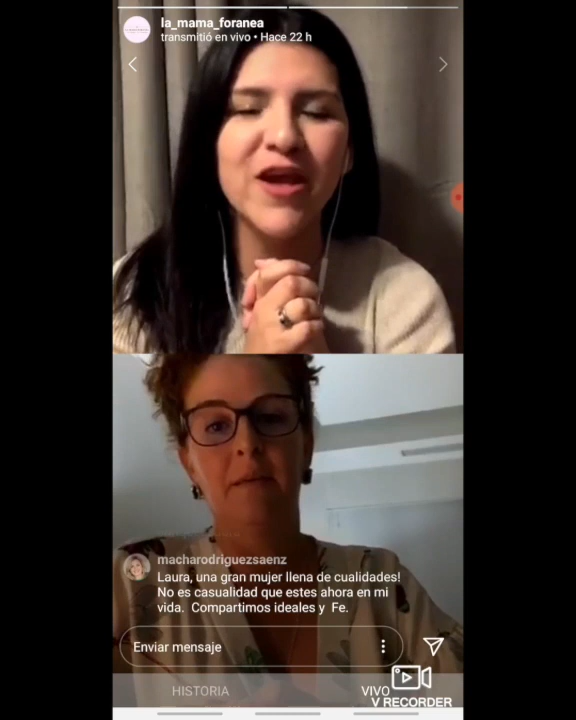 la_mama_foranea
transmitió en vivo • Hace 22 h
macharodriguezsaenz
Laura, una gran mujer llena de cualidades!
No es casualidad que estes ahora en mi
vida. Compartimos ideales y Fe.
Enviar mensaje
HISTORIA
VIVO
V RECORDER